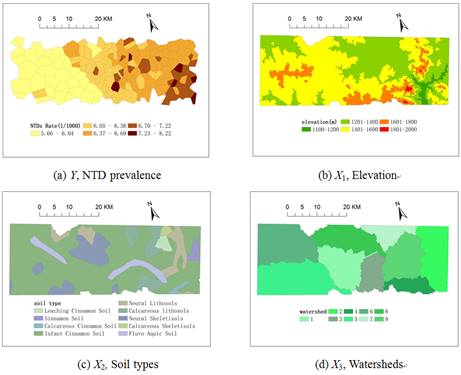 0 10 20 20 KM
N
NTDs Rate(1/1000)
5.66 - 6.04
6.05 - 6.36
6.37 - 6.69
6.70 - 7.22
7.23 - 8.22
(a) Y, NTD prevalence
0 10 20 20 KM
N
elevation(m)
1100-1200
1201-1400
1401-1600
1601-1800
1801-2000
(b) X1, Elevation
0 10 20 20 KM
N
soil type
Leaching Cinnamon Soil
Sinnamon Soil
Calcareous Cinnamon Soil
Infant Cinnamon Soil
Neural Lithosols
Calcareous lithosols
Neural Skeletisols
Calcareous Skeletisols
Fluvo Aquic Soil
(c) X2, Soil types
0 10 20 20 KM
N
watershed
1
2
3
4
5
6
7
8
9
(d) X3, Watersheds